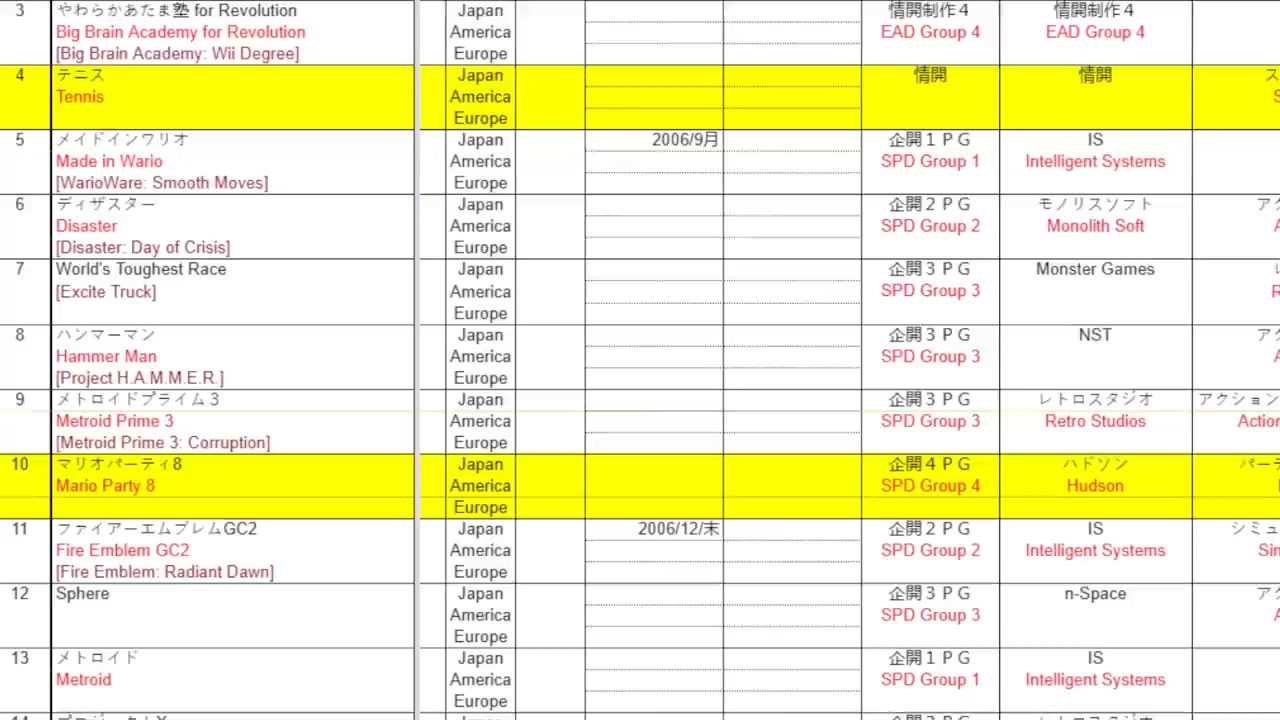 3 やわらかあたま塾 for Revolution Japan 情開制作４ 情開制作４
Big Brain Academy for Revolution America EAD Group 4 EAD Group 4
[Big Brain Academy: Wii Degree] Europe
4 テニス Japan 情開 情開
Tennis America
Europe
5 メイドインワリオ Japan 2006/9月 企開１ＰＧ IS
Made in Wario America SPD Group 1 Intelligent Systems
[WarioWare: Smooth Moves] Europe
6 ディザスター Japan 企開２ＰＧ モノリスソフト
Disaster America SPD Group 2 Monolith Soft
[Disaster: Day of Crisis] Europe
7 World's Toughest Race Japan 企開３ＰＧ Monster Games
[Excite Truck] America SPD Group 3
Europe
8 ハンマーマン Japan 企開３ＰＧ NST
Hammer Man America SPD Group 3
[Project H.A.M.M.E.R.] Europe
9 メトロイドプライム３ Japan 企開３ＰＧ レトロスタジオ アクション
Metroid Prime 3 America SPD Group 3 Retro Studios Action
[Metroid Prime 3: Corruption] Europe
10 マリオパーティ8 Japan 企開４ＰＧ ハドソン パーテ
Mario Party 8 America SPD Group 4 Hudson
Europe
11 ファイアーエムブレムGC2 Japan 2006/12/末 企開２ＰＧ IS シミュ
Fire Emblem GC2 America SPD Group 2 Intelligent Systems Sim
[Fire Emblem: Radiant Dawn] Europe
12 Sphere Japan 企開３ＰＧ n-Space アク
America SPD Group 3
Europe
13 メトロイド Japan 企開１ＰＧ IS
Metroid America SPD Group 1 Intelligent Systems
Europe